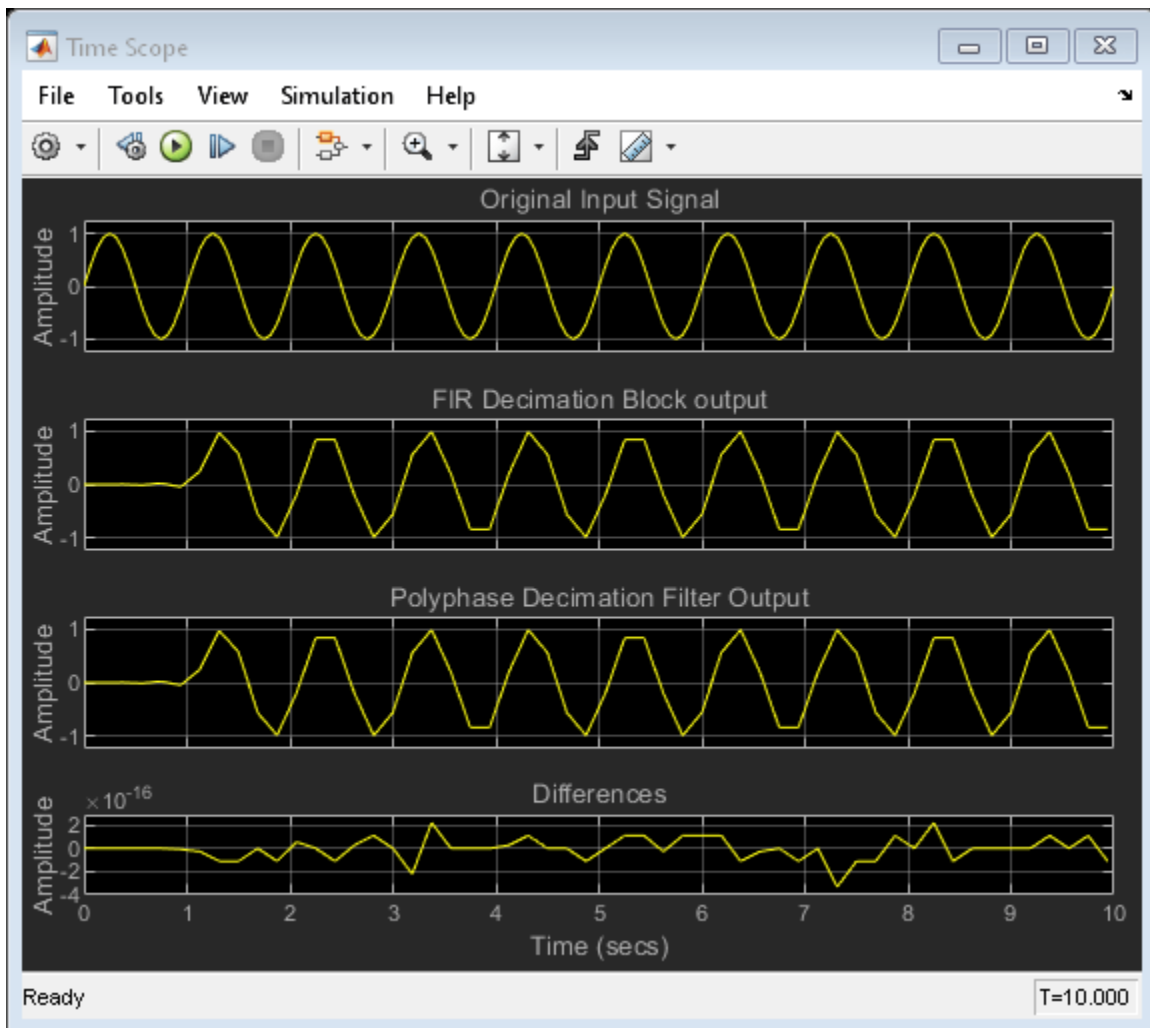 Time Scope
File Tools View Simulation Help
Original Input Signal
Amplitude
1
0
-1
FIR Decimation Block output
Amplitude
1
0
-1
Polyphase Decimation Filter Output
Amplitude
1
0
-1
×10^-16
Differences
Amplitude
2
0
-2
-4
0 1 2 3 4 5 6 7 8 9 10
Time (secs)
Ready T=10.000